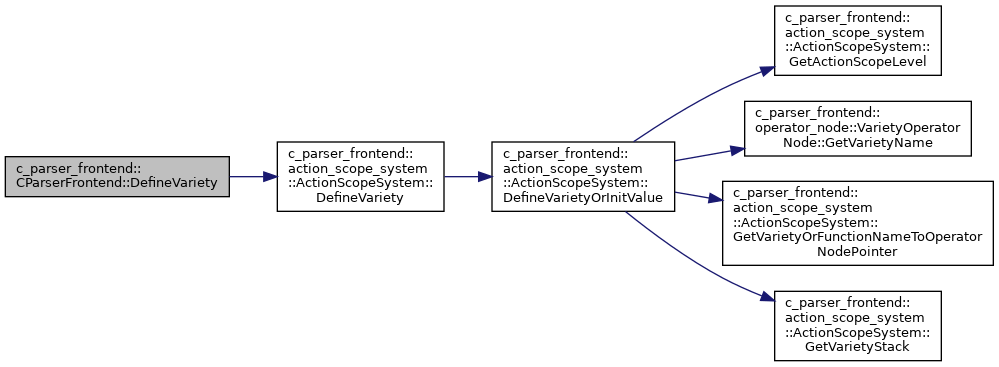 c_parser_frontend::
CParserFrontend::DefineVariety
c_parser_frontend::
action_scope_system
::ActionScopeSystem::
DefineVariety
c_parser_frontend::
action_scope_system
::ActionScopeSystem::
DefineVarietyOrInitValue
c_parser_frontend::
action_scope_system
::ActionScopeSystem::
GetActionScopeLevel
c_parser_frontend::
operator_node::VarietyOperator
Node::GetVarietyName
c_parser_frontend::
action_scope_system
::ActionScopeSystem::
GetVarietyOrFunctionNameToOperator
NodePointer
c_parser_frontend::
action_scope_system
::ActionScopeSystem::
GetVarietyStack